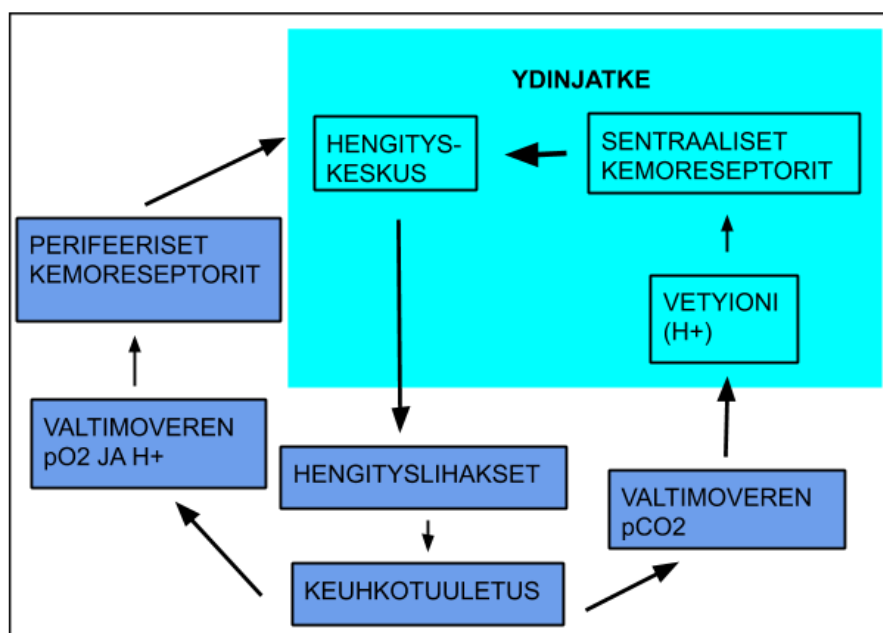 YDINJATKE
HENGITYS-
KESKUS
SENTRAALISET
KEMORESEPTORIT
PERIFEERISET
KEMORESEPTORIT
VETYIONI
(H+)
VALTIMOVEREN
pO2 JA H+
HENGITYSLIHAKSET
VALTIMOVEREN
pCO2
KEUHKOTUULETUS